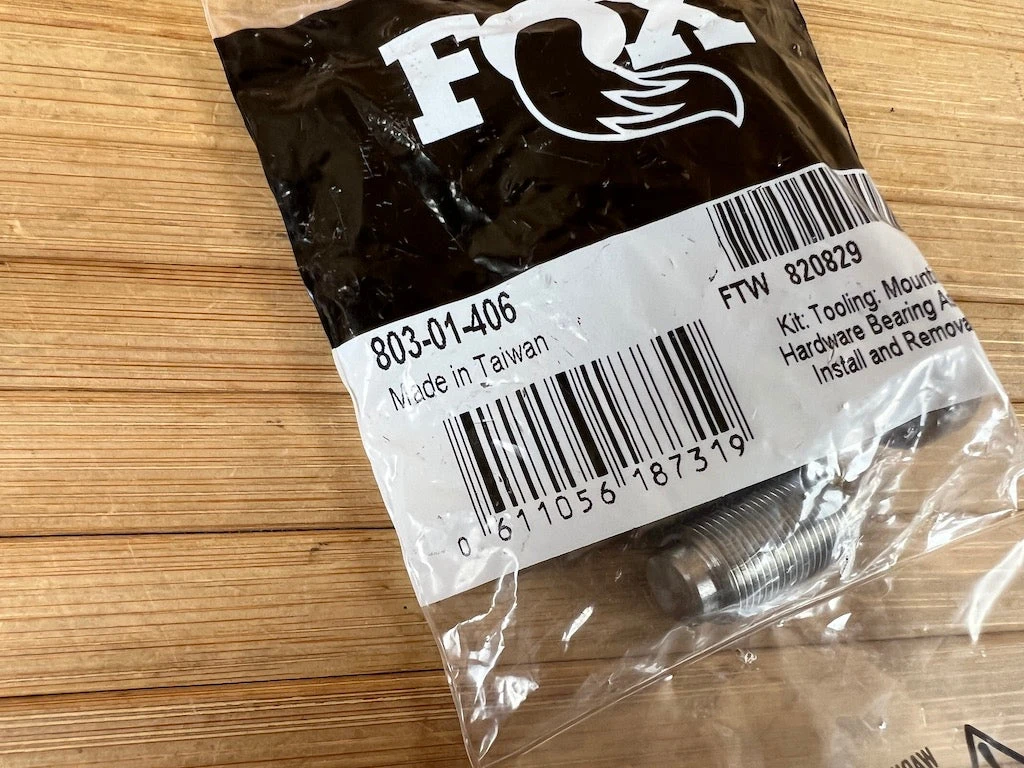 FOX
803-01-406
Made in Taiwan
0 611056 187319
FTW 820829
Kit: Tooling: Mount
Hardware Bearing A
Install and Remova